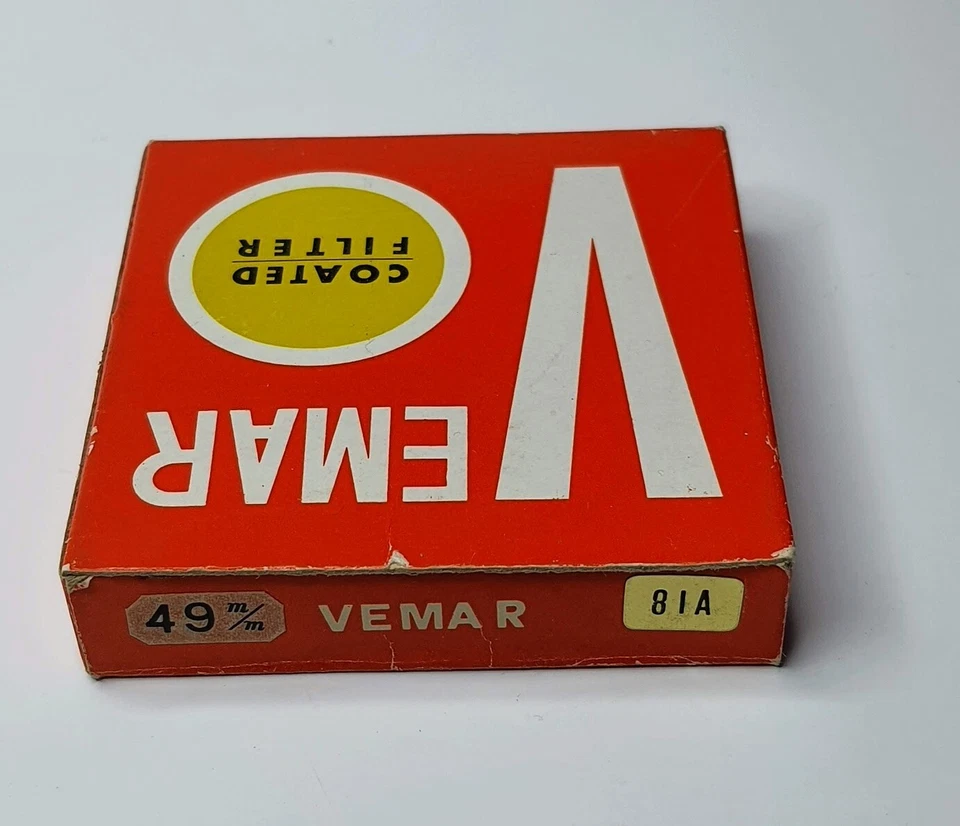 VEMAR
COATED
FILTER
49 m/m
VEMAR
81A